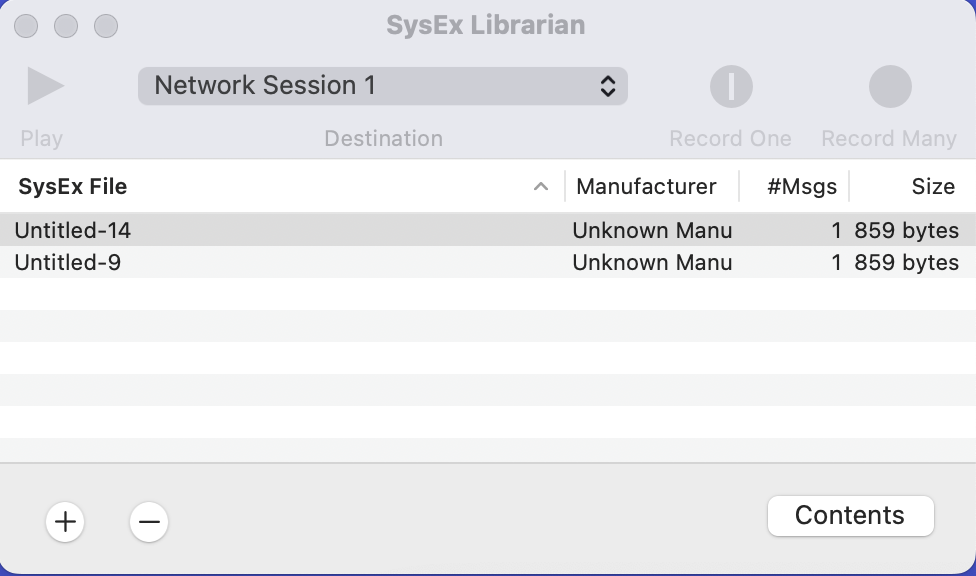 SysEx Librarian
Network Session 1
Play Destination Record One Record Many
SysEx File Manufacturer #Msgs Size
Untitled-14 Unknown Manu 1 859 bytes
Untitled-9 Unknown Manu 1 859 bytes
Contents